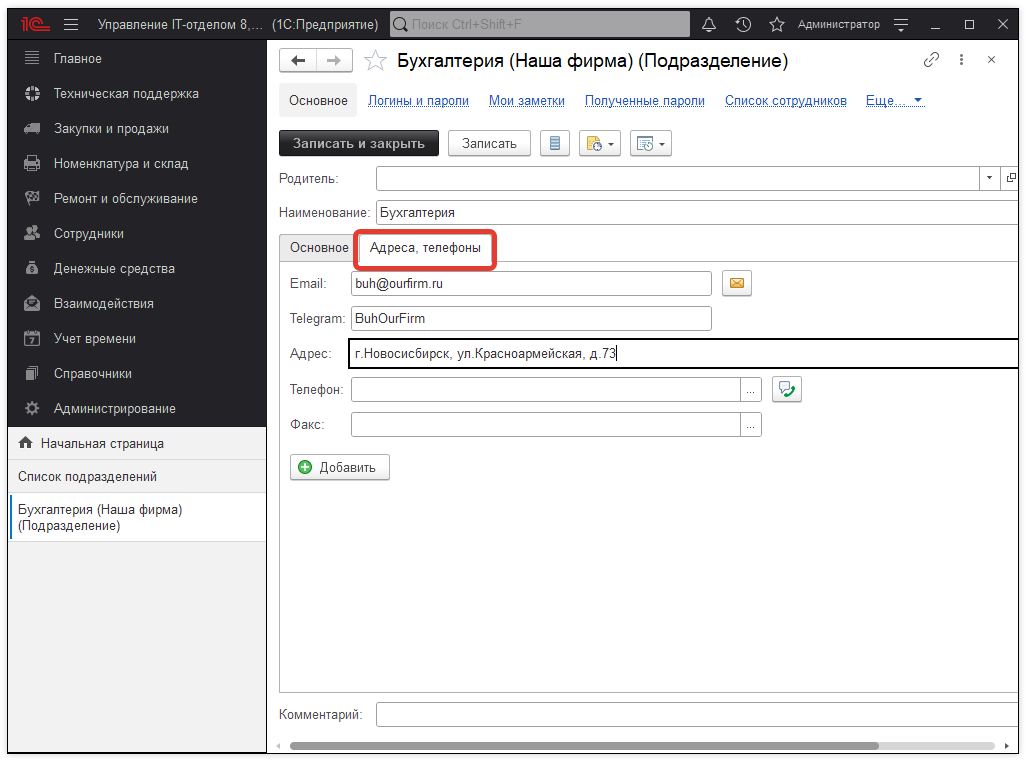 1С Управление IT-отделом 8,... (1С:Предприятие) Поиск Ctrl+Shift+F Администратор
Главное
Техническая поддержка
Закупки и продажи
Номенклатура и склад
Ремонт и обслуживание
Сотрудники
Денежные средства
Взаимодействия
7 Учет времени
Справочники
Администрирование
Начальная страница
Список подразделений
Бухгалтерия (Наша фирма)
(Подразделение)
Бухгалтерия (Наша фирма) (Подразделение)
Основное Логины и пароли Мои заметки Полученные пароли Список сотрудников Еще...
Записать и закрыть Записать
Родитель:
Наименование: Бухгалтерия
Основное Адреса, телефоны
Email: buh@ourfirm.ru
Telegram: BuhOurFirm
Адрес: г.Новосисбирск, ул.Красноармейская, д.73
Телефон: ...
Факс: ...
Добавить
Комментарий: